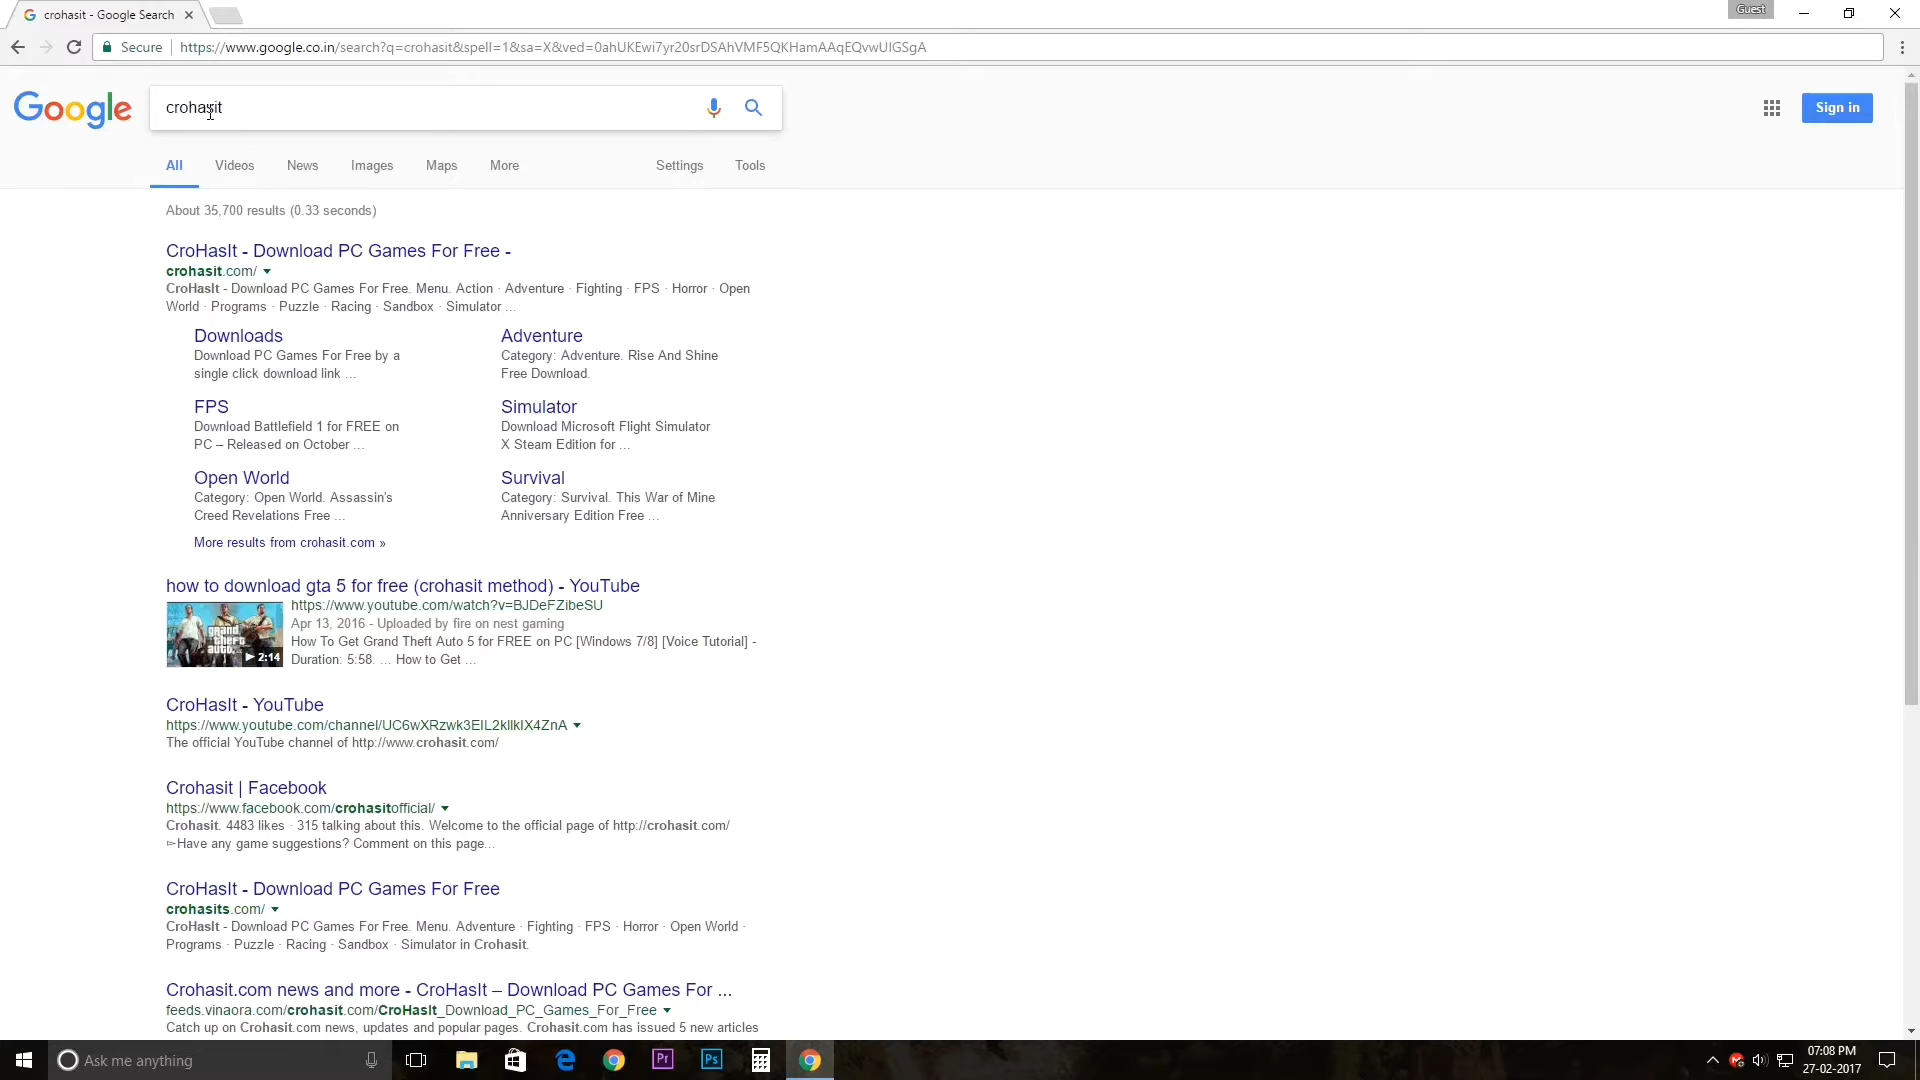 crohasit - Google Search
Guest
Secure
https://www.google.co.in/search?q=crohasit&spell=1&sa=X&ved=0ahUKEwi7yr20srDSAhVMF5QKHamAAqEQvwUIGSgA
Google
crohasit
Sign in
All Videos News Images Maps More Settings Tools
About 35,700 results (0.33 seconds)
CroHasIt - Download PC Games For Free -
crohasit.com/
CroHasIt - Download PC Games For Free. Menu. Action · Adventure · Fighting · FPS · Horror · Open
World · Programs · Puzzle · Racing · Sandbox · Simulator ...
Downloads
Download PC Games For Free by a
single click download link ...
Adventure
Category: Adventure. Rise And Shine
Free Download.
FPS
Download Battlefield 1 for FREE on
PC – Released on October ...
Simulator
Download Microsoft Flight Simulator
X Steam Edition for ...
Open World
Category: Open World. Assassin's
Creed Revelations Free ...
Survival
Category: Survival. This War of Mine
Anniversary Edition Free ...
More results from crohasit.com »
how to download gta 5 for free (crohasit method) - YouTube
https://www.youtube.com/watch?v=BJDeFZibeSU
Apr 13, 2016 - Uploaded by fire on nest gaming
How To Get Grand Theft Auto 5 for FREE on PC [Windows 7/8] [Voice Tutorial] -
Duration: 5:58. ... How to Get ...
grand
theft
auto
2:14
CroHasIt - YouTube
https://www.youtube.com/channel/UC6wXRzwk3EIL2kllkIX4ZnA
The official YouTube channel of http://www.crohasit.com/
Crohasit | Facebook
https://www.facebook.com/crohasitofficial/
Crohasit. 4483 likes · 315 talking about this. Welcome to the official page of http://crohasit.com/
⊳Have any game suggestions? Comment on this page...
CroHasIt - Download PC Games For Free
crohasits.com/
CroHasIt - Download PC Games For Free. Menu. Adventure · Fighting · FPS · Horror · Open World ·
Programs · Puzzle · Racing · Sandbox · Simulator in Crohasit.
Crohasit.com news and more - CroHasIt – Download PC Games For ...
feeds.vinaora.com/crohasit.com/CroHasIt_Download_PC_Games_For_Free
Catch up on Crohasit.com news, updates and popular pages. Crohasit.com has issued 5 new articles
Ask me anything
Pr
Ps
07:08 PM
27-02-2017